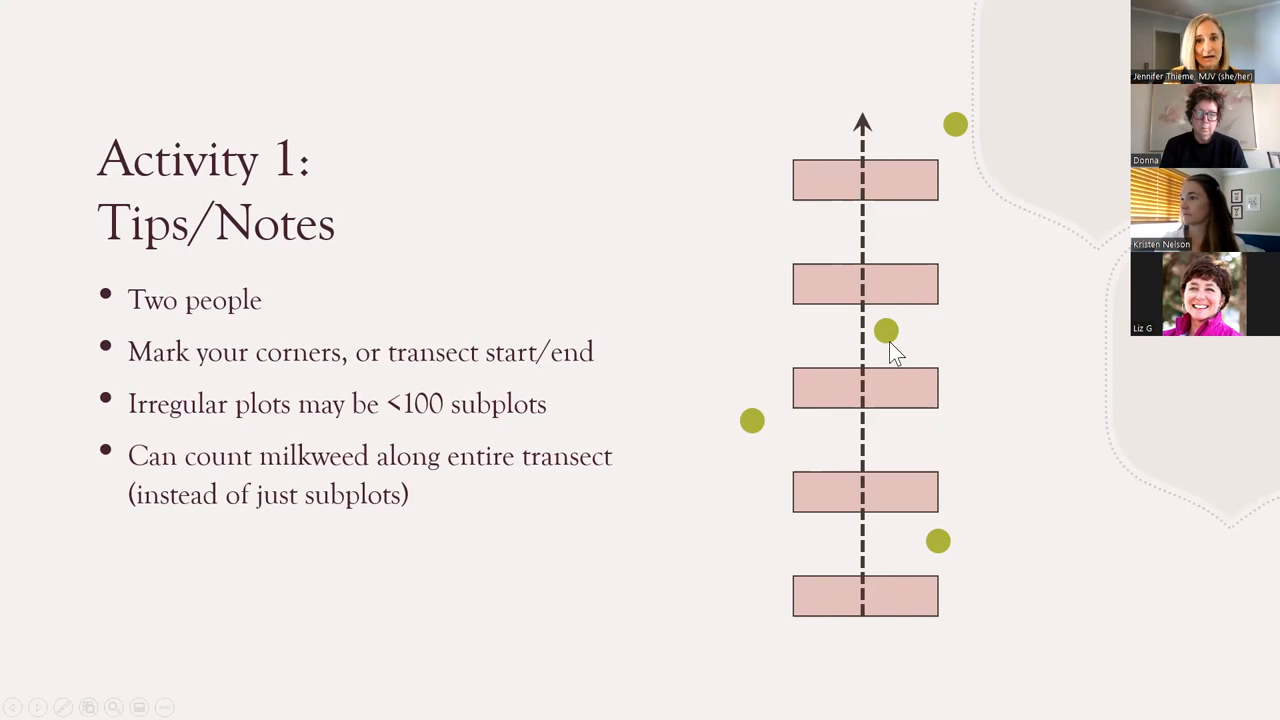 Activity 1:
Tips/Notes
• Two people
• Mark your corners, or transect start/end
• Irregular plots may be <100 subplots
• Can count milkweed along entire transect
(instead of just subplots)
Jennifer Thieme, MJV (she/her)
Donna
Kristen Nelson
Liz G